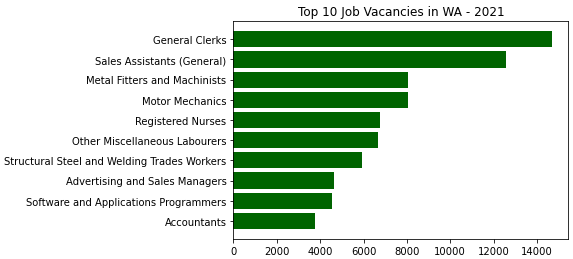 Top 10 Job Vacancies in WA - 2021
General Clerks
Sales Assistants (General)
Metal Fitters and Machinists
Motor Mechanics
Registered Nurses
Other Miscellaneous Labourers
Structural Steel and Welding Trades Workers
Advertising and Sales Managers
Software and Applications Programmers
Accountants
0 2000 4000 6000 8000 10000 12000 14000